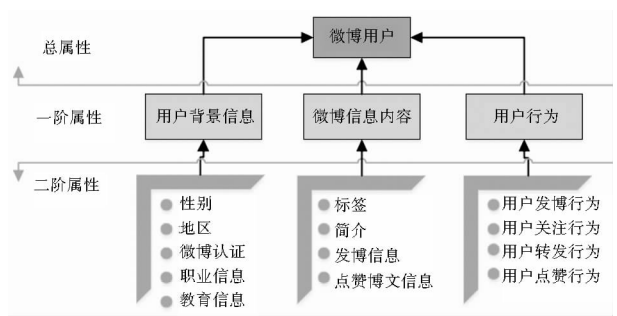 总属性
微博用户
一阶属性
用户背景信息
微博信息内容
用户行为
二阶属性
性别
地区
微博认证
职业信息
教育信息
标签
简介
发博信息
点赞博文信息
用户发博行为
用户关注行为
用户转发行为
用户点赞行为